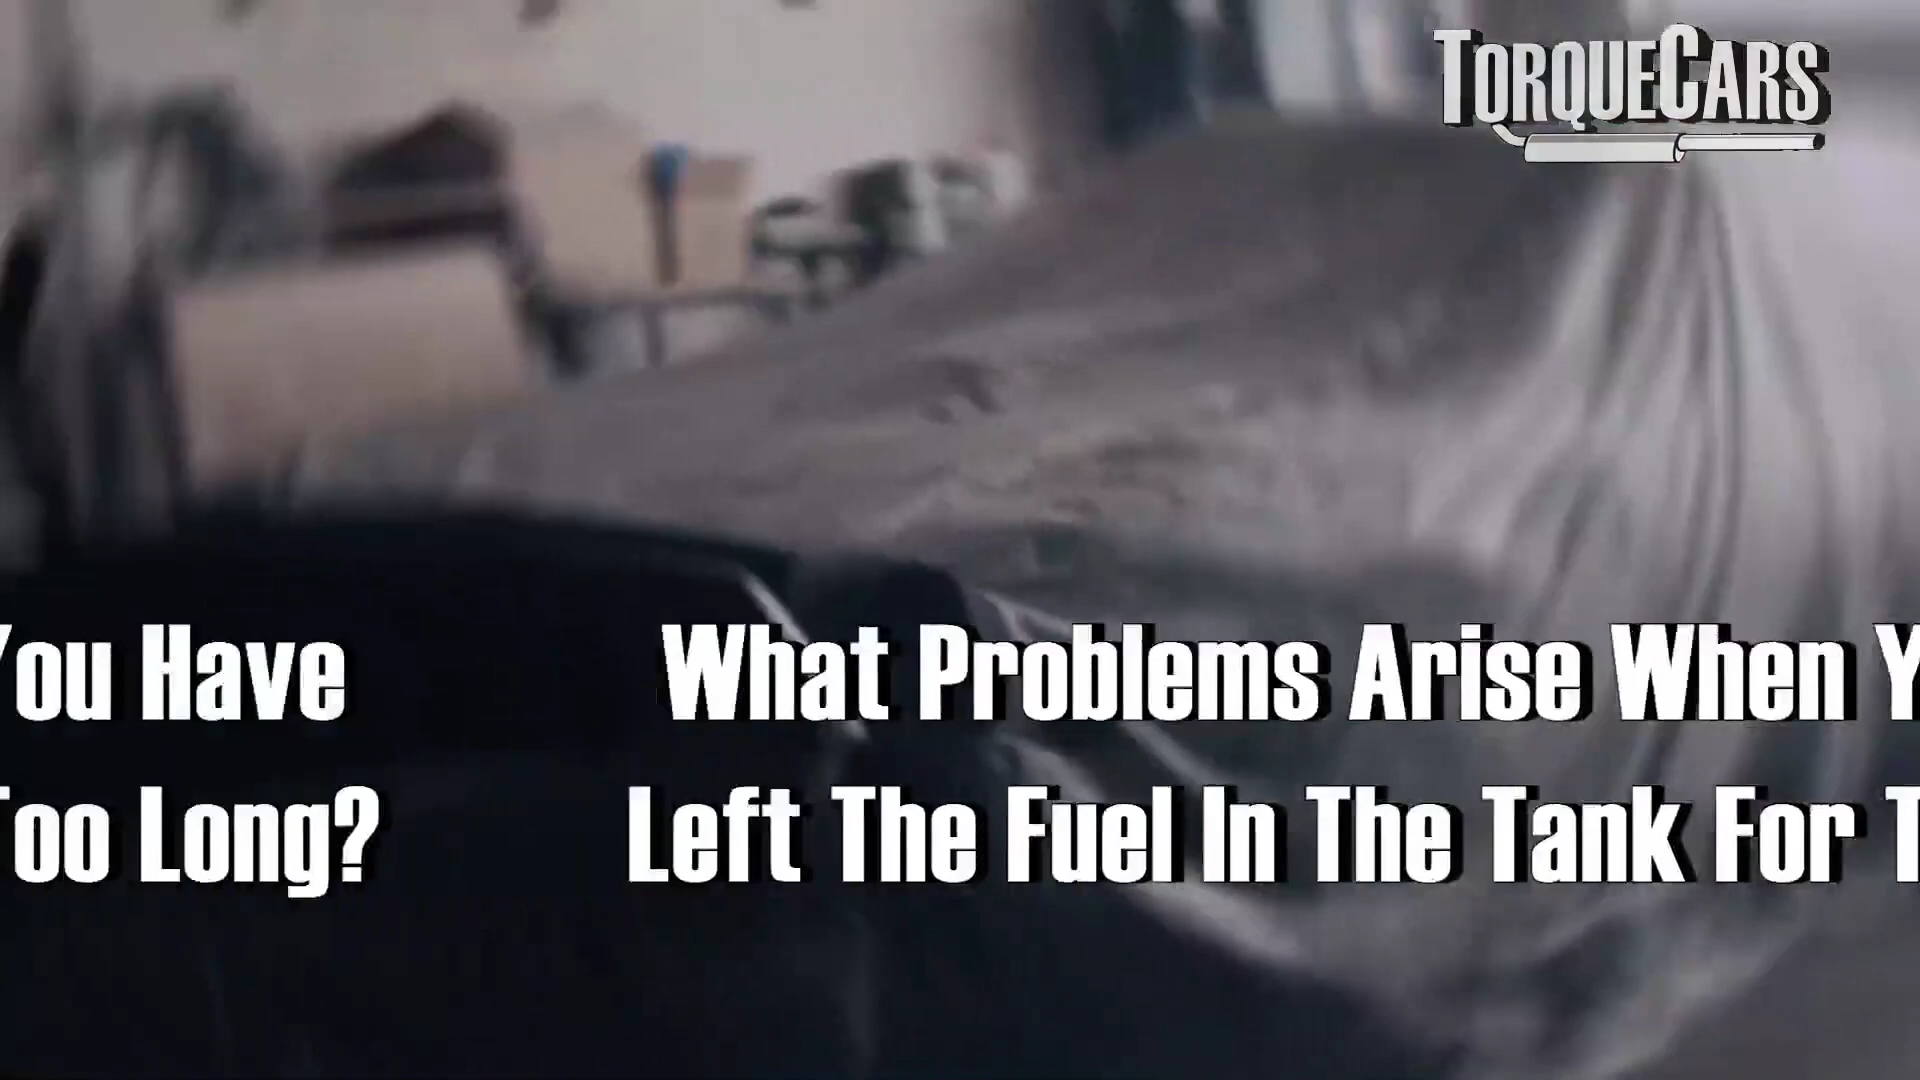 TORQUECARS
You Have What Problems Arise When Y
Too Long? Left The Fuel In The Tank For T